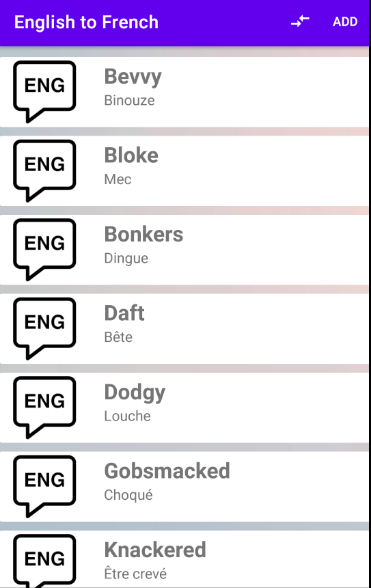 English to French
ADD
ENG
Bevvy
Binouze
ENG
Bloke
Mec
ENG
Bonkers
Dingue
ENG
Daft
Bête
ENG
Dodgy
Louche
ENG
Gobsmacked
Choqué
ENG
Knackered
Être crevé